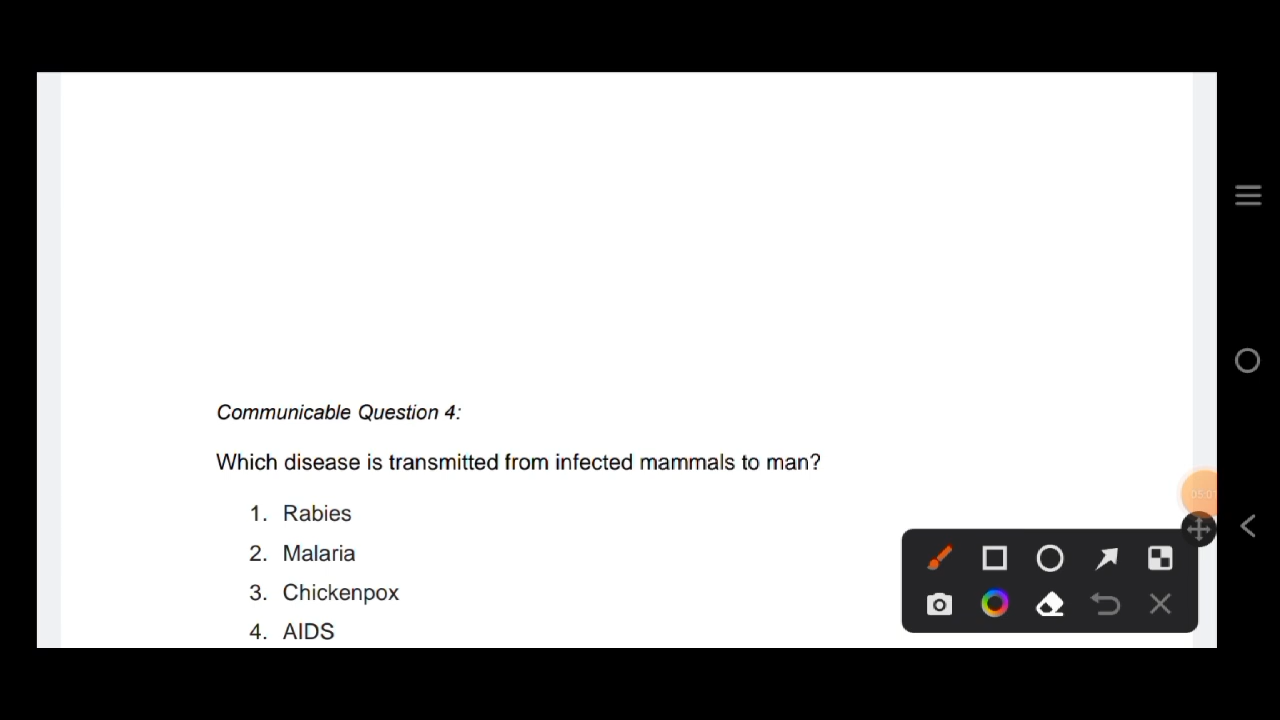 Communicable Question 4:
Which disease is transmitted from infected mammals to man?
1. Rabies
2. Malaria
3. Chickenpox
4. AIDS